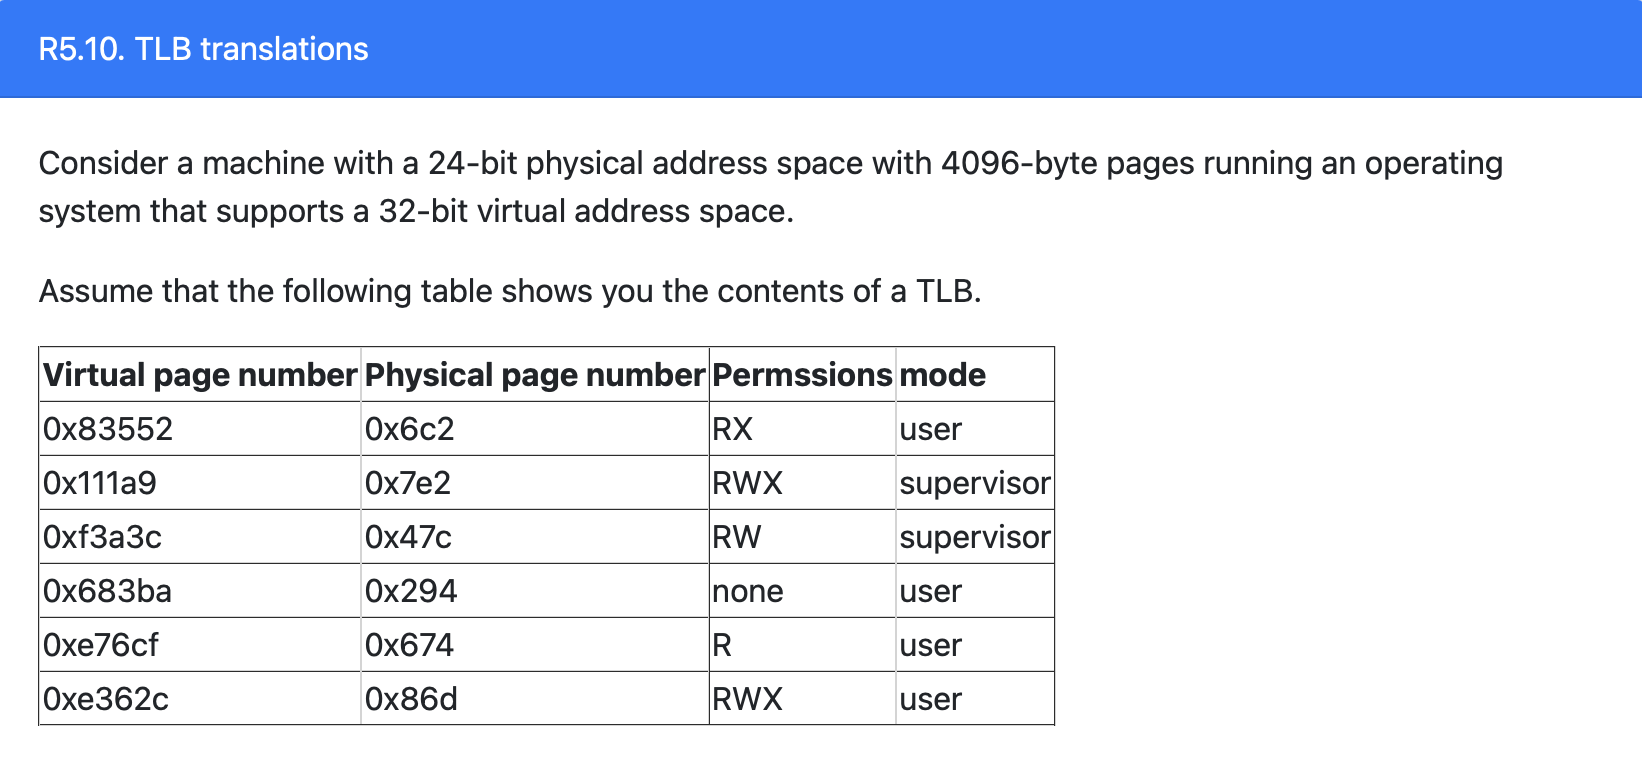 R5.10. TLB translations
Consider a machine with a 24-bit physical address space with 4096-byte pages running an operating
system that supports a 32-bit virtual address space.
Assume that the following table shows you the contents of a TLB.
Virtual page number Physical page number Permssions mode
0x83552 0x6c2 RX user
0x111a9 0x7e2 RWX supervisor
0xf3a3c 0x47c RW supervisor
0x683ba 0x294 none user
0xe76cf 0x674 R user
0xe362c 0x86d RWX user